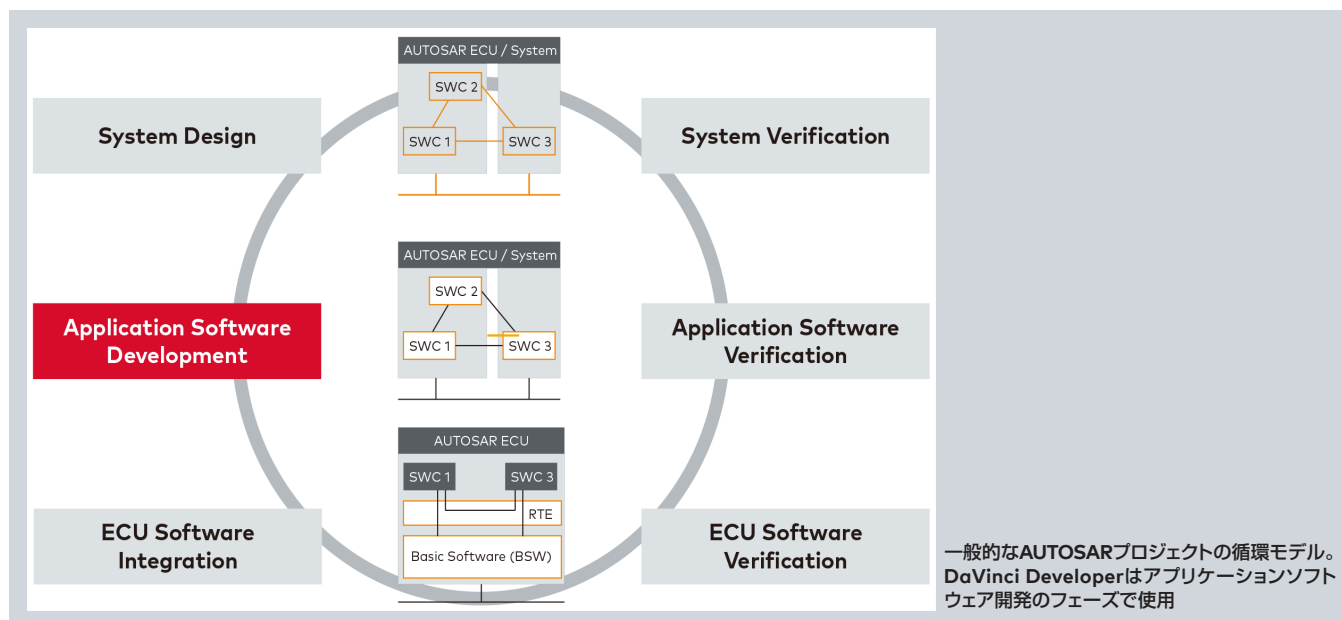 AUTOSAR ECU / System
SWC 2
SWC 1
SWC 3
System Design
System Verification
AUTOSAR ECU / System
SWC 2
SWC 1
SWC 3
Application Software
Development
Application Software
Verification
AUTOSAR ECU
SWC 1
SWC 3
RTE
Basic Software (BSW)
ECU Software
Integration
ECU Software
Verification
一般的なAUTOSARプロジェクトの循環モデル。
DaVinci Developerはアプリケーションソフト
ウェア開発のフェーズで使用